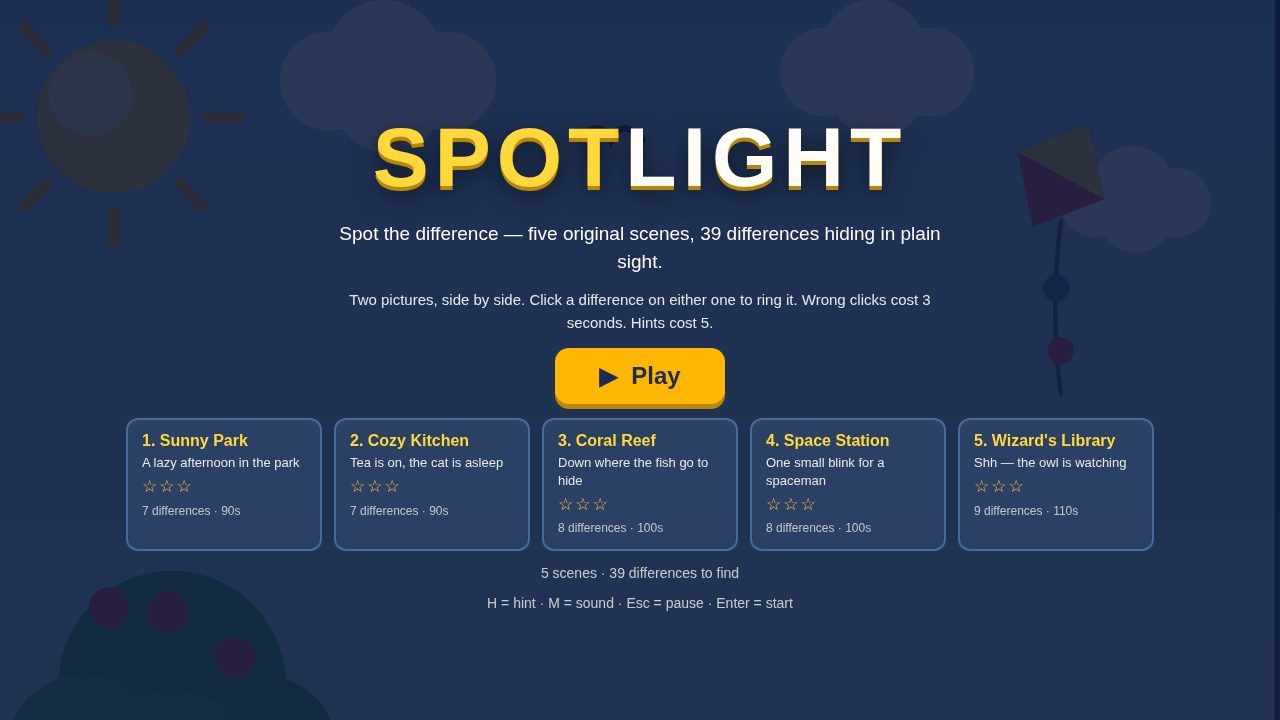 SPOTLIGHT
Spot the difference — five original scenes, 39 differences hiding in plain
sight.
Two pictures, side by side. Click a difference on either one to ring it. Wrong clicks cost 3
seconds. Hints cost 5.
▶ Play
1. Sunny Park
A lazy afternoon in the park
☆☆☆
7 differences · 90s
2. Cozy Kitchen
Tea is on, the cat is asleep
☆☆☆
7 differences · 90s
3. Coral Reef
Down where the fish go to
hide
☆☆☆
8 differences · 100s
4. Space Station
One small blink for a
spaceman
☆☆☆
8 differences · 100s
5. Wizard's Library
Shh — the owl is watching
☆☆☆
9 differences · 110s
5 scenes · 39 differences to find
H = hint · M = sound · Esc = pause · Enter = start